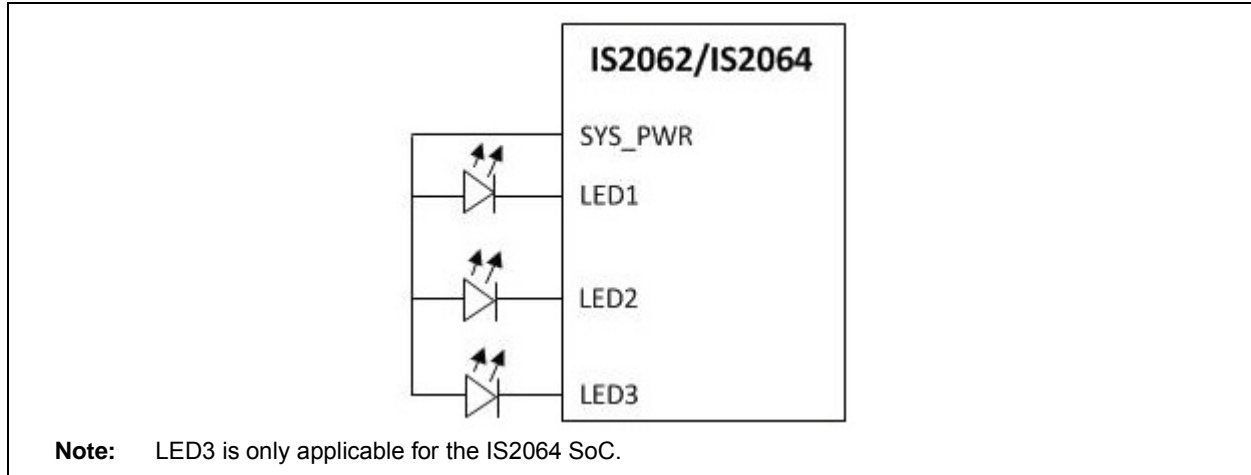 IS2062/IS2064
SYS_PWR
LED1
LED2
LED3
Note: LED3 is only applicable for the IS2064 SoC.